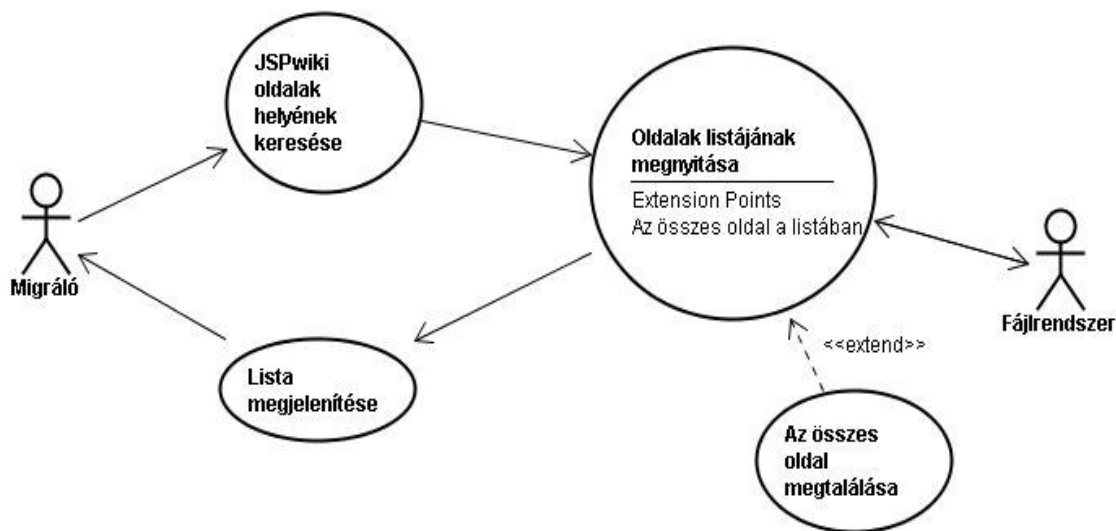 JSPwiki
oldalak
helyének
keresése
Oldalak listájának
megnyitása
Extension Points
Az összes oldal a listában
Migráló
Fájlrendszer
<<extend>>
Lista
megjelenítése
Az összes
oldal
megtalálása